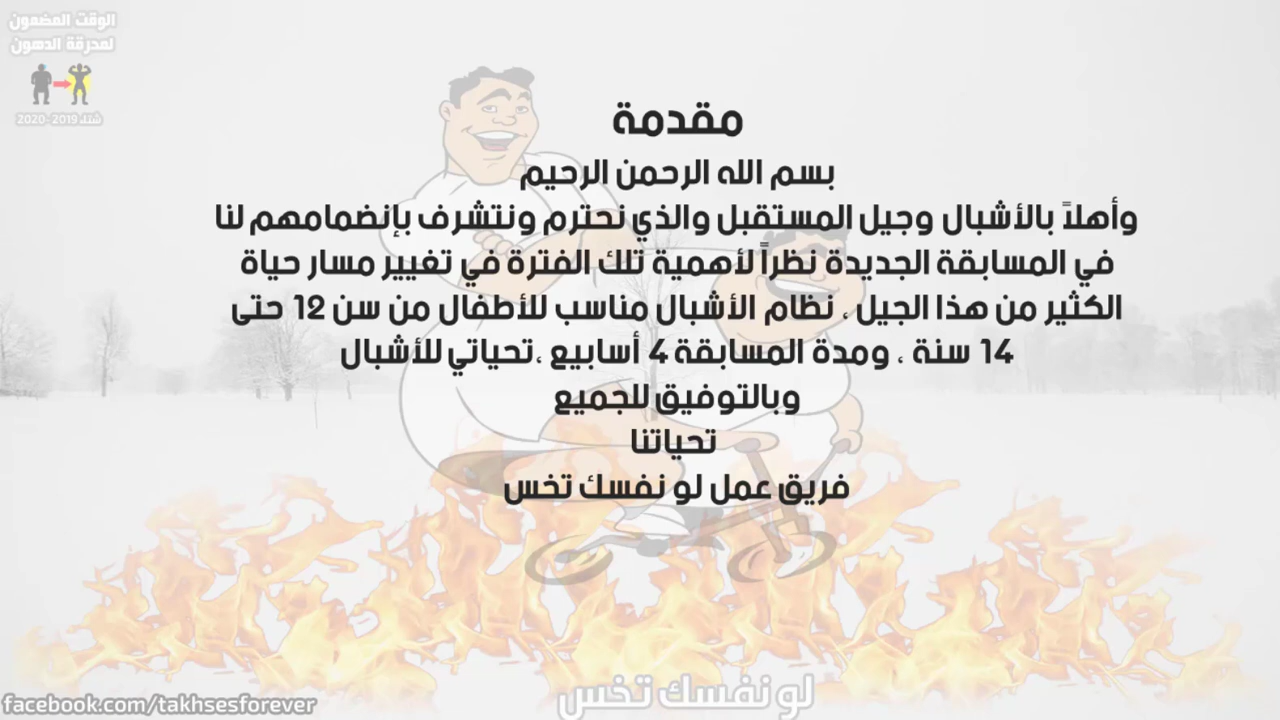 الوقت المضمون
لمحرقة الدهون
شتاء 2019-2020
مقدمة
بسم الله الرحمن الرحيم
وأهلاً بالأشبال وجيل المستقبل والذي نحترم ونتشرف بإنضمامهم لنا
في المسابقة الجديدة نظراً لأهمية تلك الفترة في تغيير مسار حياة
الكثير من هذا الجيل ، نظام الأشبال مناسب للأطفال من سن 12 حتى
14 سنة ، ومدة المسابقة 4 أسابيع ،تحياتي للأشبال
وبالتوفيق للجميع
تحياتنا
فريق عمل لو نفسك تخس
لو نفسك تخس
facebook.com/takhsesforever